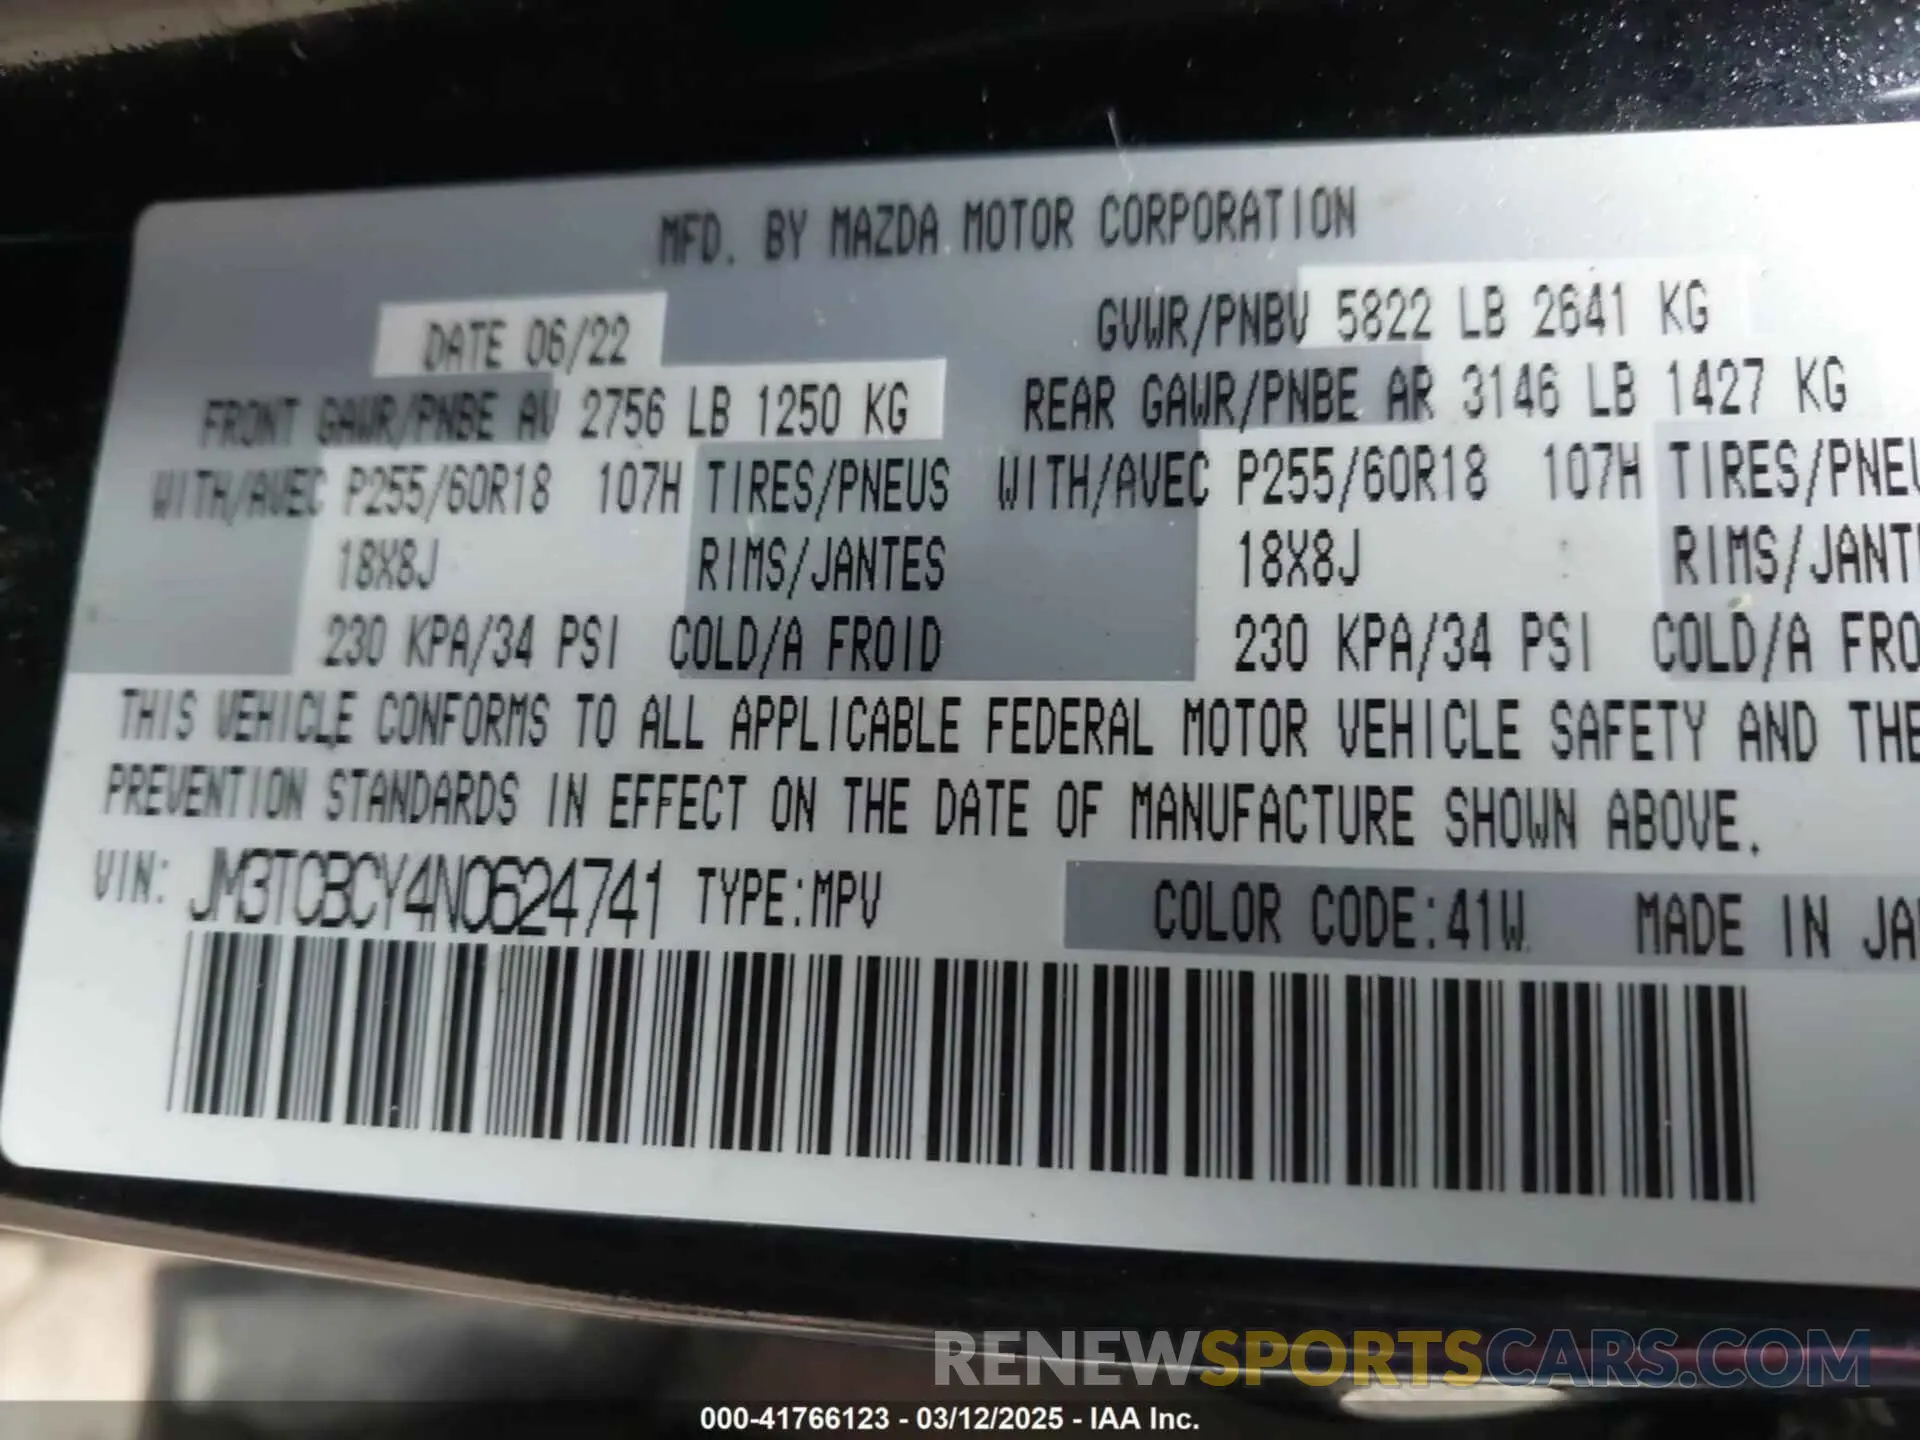 MFD. BY MAZDA MOTOR CORPORATION
DATE 06/22 GVWR/PNBV 5822 LB 2641 KG
FRONT GAWR/PNBE AV 2756 LB 1250 KG REAR GAWR/PNBE AR 3146 LB 1427 KG
WITH/AVEC P255/60R18 107H TIRES/PNEUS WITH/AVEC P255/60R18 107H TIRES/PNEU
18X8J RIMS/JANTES 18X8J RIMS/JANT
230 KPA/34 PSI COLD/A FROID 230 KPA/34 PSI COLD/A FRO
THIS VEHICLE CONFORMS TO ALL APPLICABLE FEDERAL MOTOR VEHICLE SAFETY AND THE
PREVENTION STANDARDS IN EFFECT ON THE DATE OF MANUFACTURE SHOWN ABOVE.
VIN: JM3TCBCY4N0624741 TYPE:MPV COLOR CODE:41W MADE IN JA
RENEWSPORTSCARS.COM
000-41766123 - 03/12/2025 - IAA Inc.